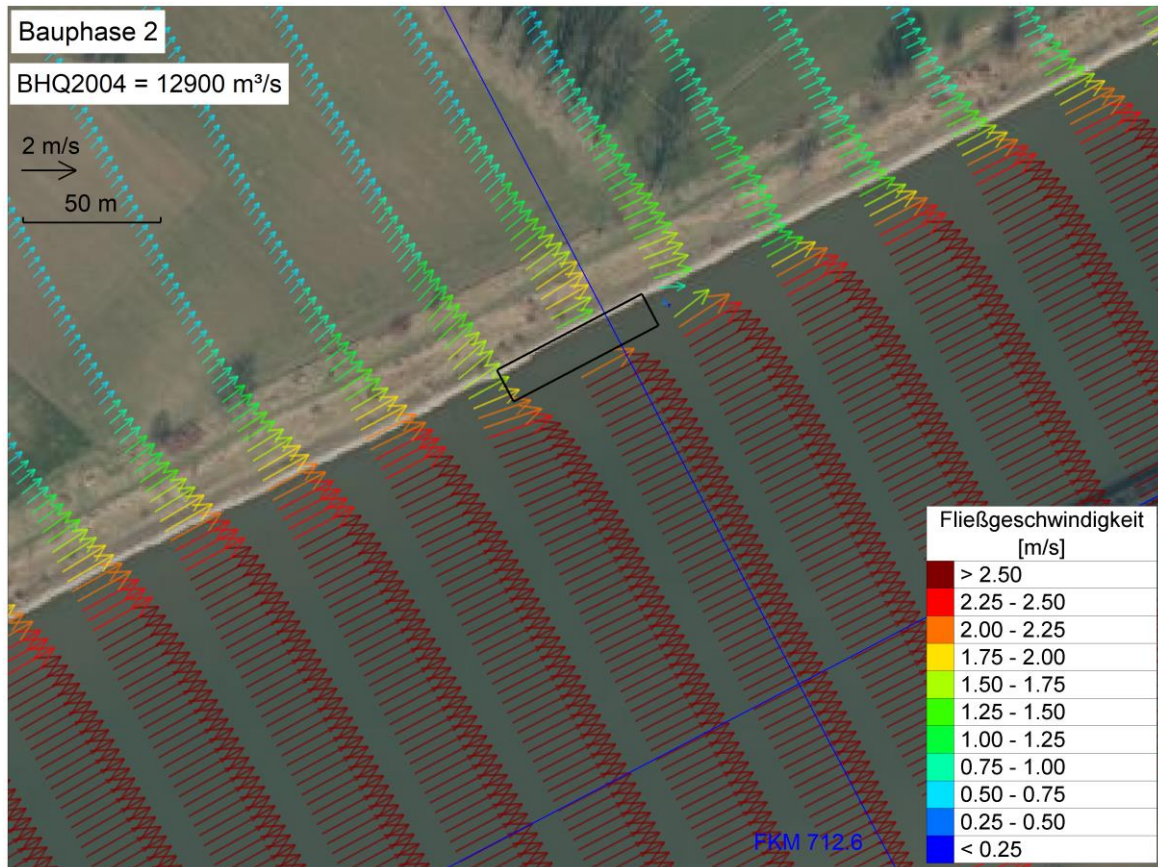 Bauphase 2
BHQ2004 = 12900 m³/s
2 m/s
50 m
Fließgeschwindigkeit
[m/s]
> 2.50
2.25 - 2.50
2.00 - 2.25
1.75 - 2.00
1.50 - 1.75
1.25 - 1.50
1.00 - 1.25
0.75 - 1.00
0.50 - 0.75
0.25 - 0.50
< 0.25
FKM 712.6